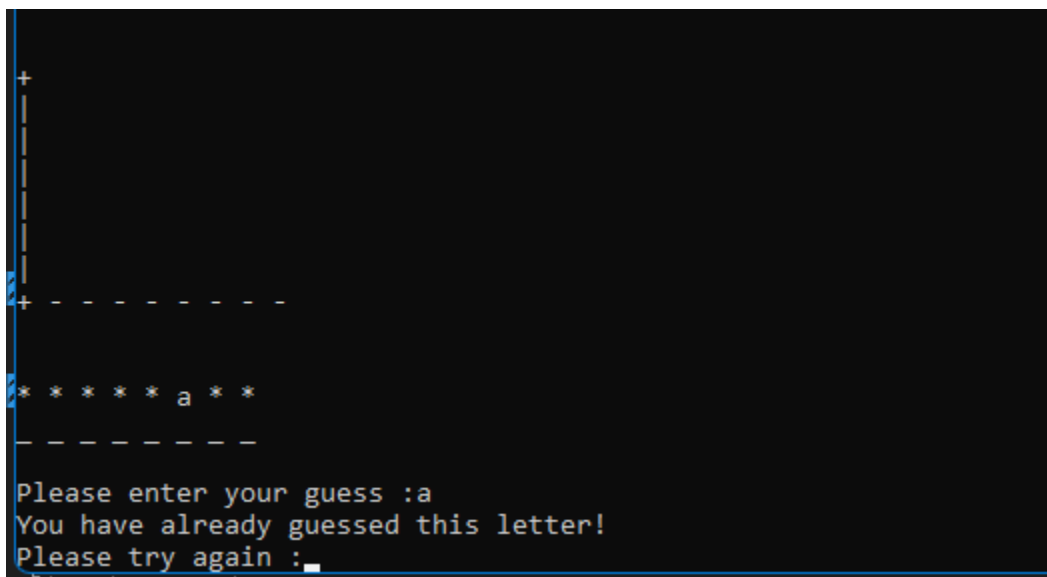 +
|
|
|
|
|
|
+ - - - - - - - -
* * * * * a * *
_ _ _ _ _ _ _ _
Please enter your guess :a
You have already guessed this letter!
Please try again :